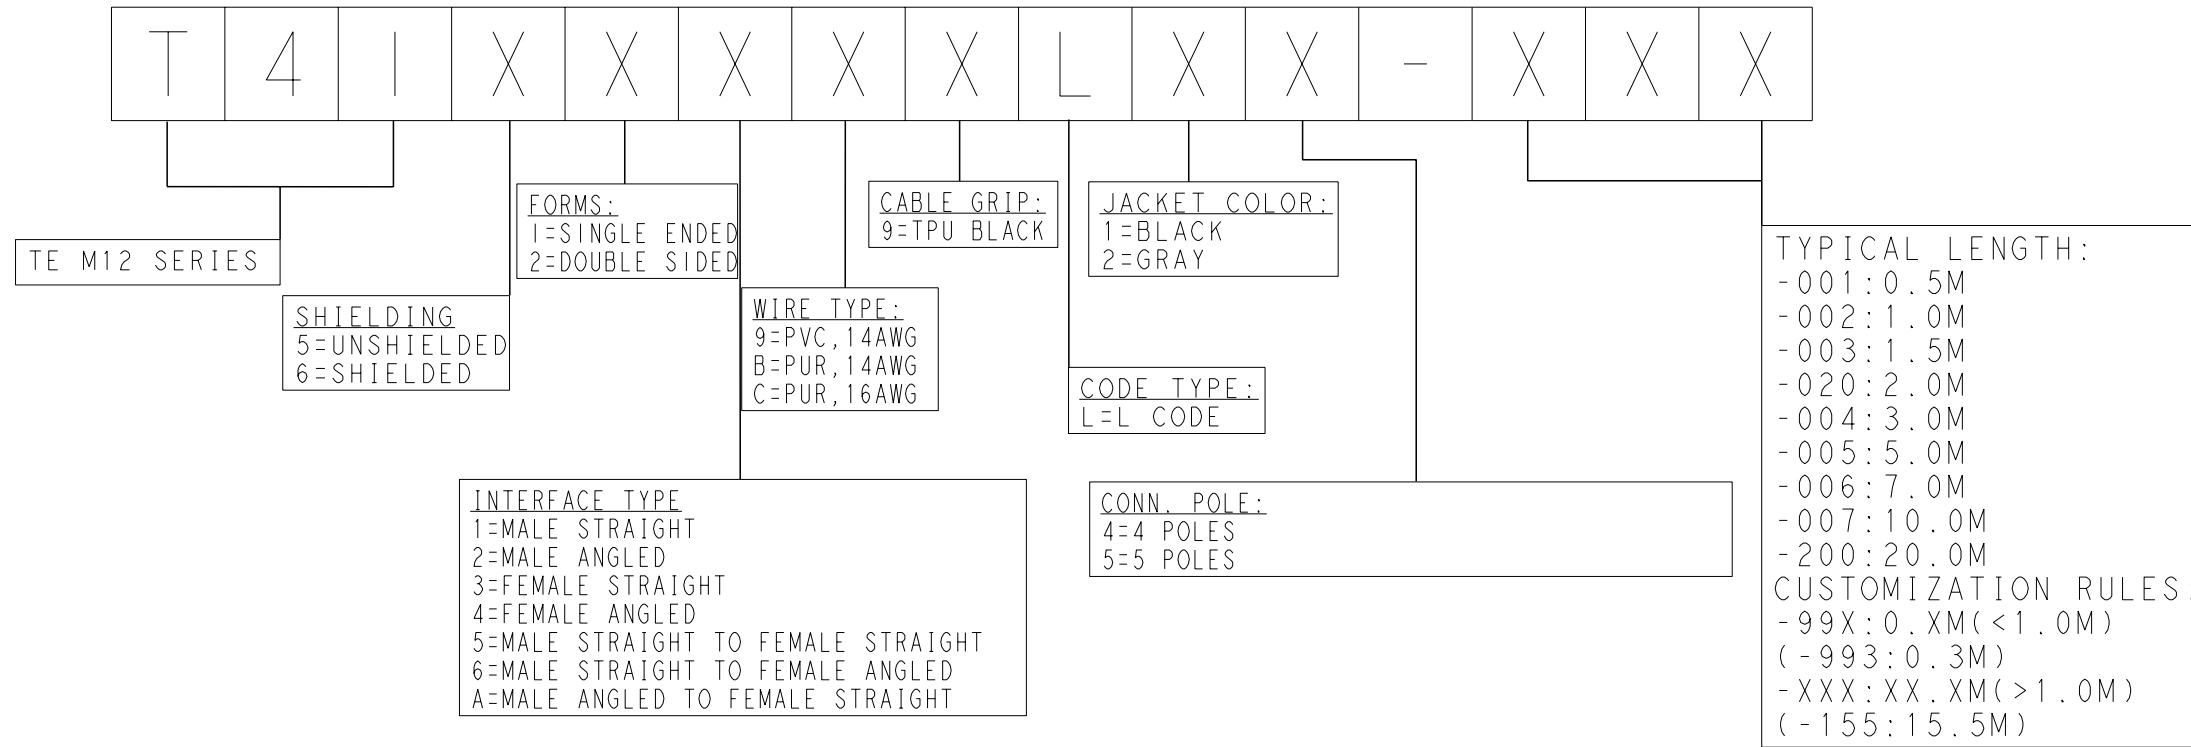 T 4 1 X X X X X L X X - X X X
TE M12 SERIES
SHIELDING
5=UNSHIELDED
6=SHIELDED
FORMS:
1=SINGLE ENDED
2=DOUBLE SIDED
INTERFACE TYPE
1=MALE STRAIGHT
2=MALE ANGLED
3=FEMALE STRAIGHT
4=FEMALE ANGLED
5=MALE STRAIGHT TO FEMALE STRAIGHT
6=MALE STRAIGHT TO FEMALE ANGLED
A=MALE ANGLED TO FEMALE STRAIGHT
WIRE TYPE:
9=PVC,14AWG
B=PUR,14AWG
C=PUR,16AWG
CABLE GRIP:
9=TPU BLACK
CODE TYPE:
L=L CODE
JACKET COLOR:
1=BLACK
2=GRAY
CONN. POLE:
4=4 POLES
5=5 POLES
TYPICAL LENGTH:
-001:0.5M
-002:1.0M
-003:1.5M
-020:2.0M
-004:3.0M
-005:5.0M
-006:7.0M
-007:10.0M
-200:20.0M
CUSTOMIZATION RULES.
-99X:0.XM(<1.0M)
(-993:0.3M)
-XXX:XX.XM(>1.0M)
(-155:15.5M)